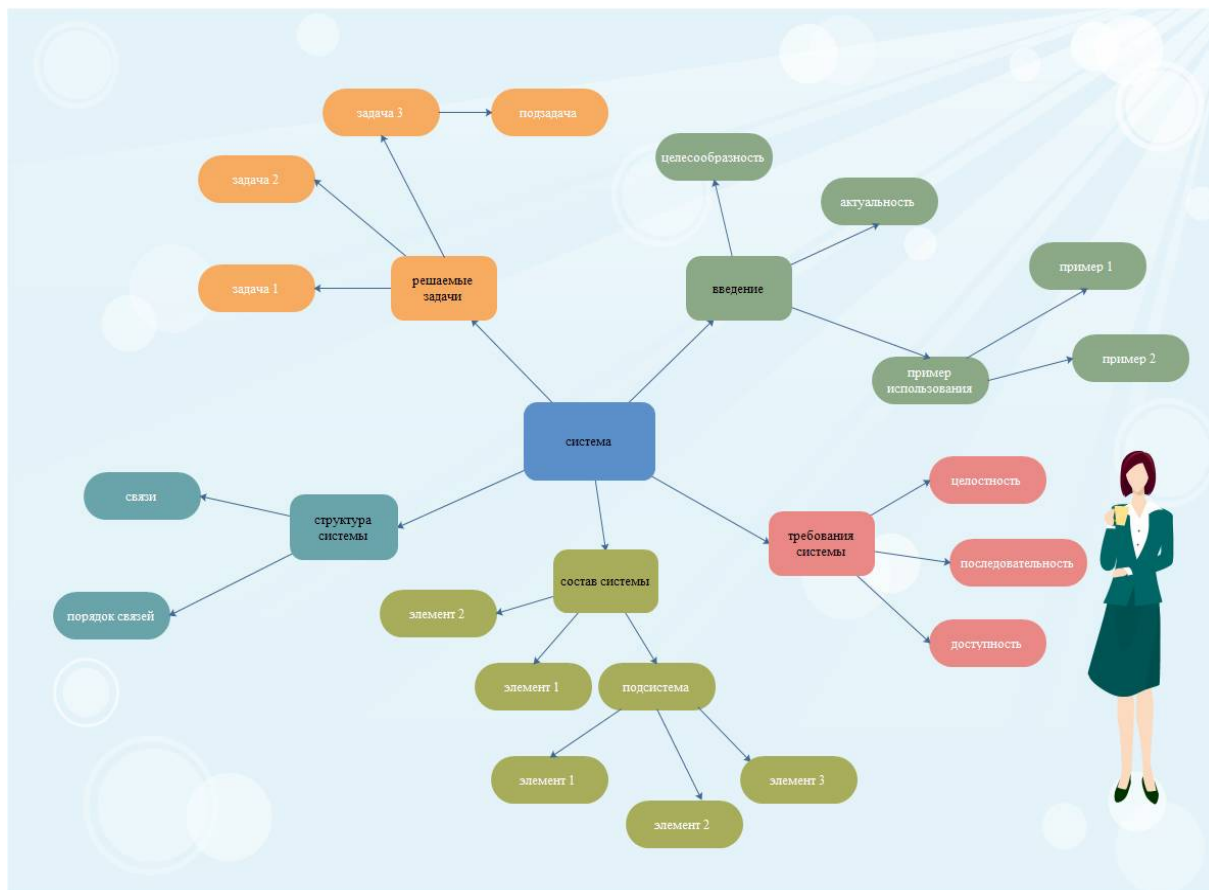 задача 3
подзадача
целесообразность
задача 2
актуальность
пример 1
задача 1
решаемые
задачи
введение
пример 2
пример
использования
система
целостность
связи
структура
системы
требования
системы
последовательность
состав системы
элемент 2
порядок связей
доступность
элемент 1
подсистема
элемент 1
элемент 3
элемент 2